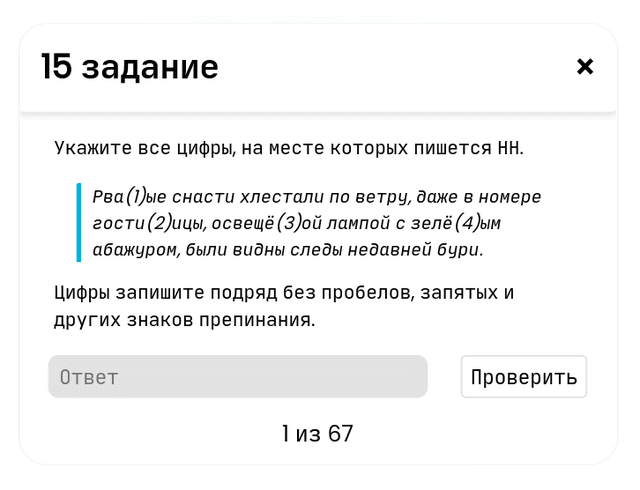 15 задание
×
Укажите все цифры, на месте которых пишется НН.
Рва(1)ые снасти хлестали по ветру, даже в номере
гости(2)ицы, освещё(3)ой лампой с зелё(4)ым
абажуром, были видны следы недавней бури.
Цифры запишите подряд без пробелов, запятых и
других знаков препинания.
Ответ
Проверить
1 из 67